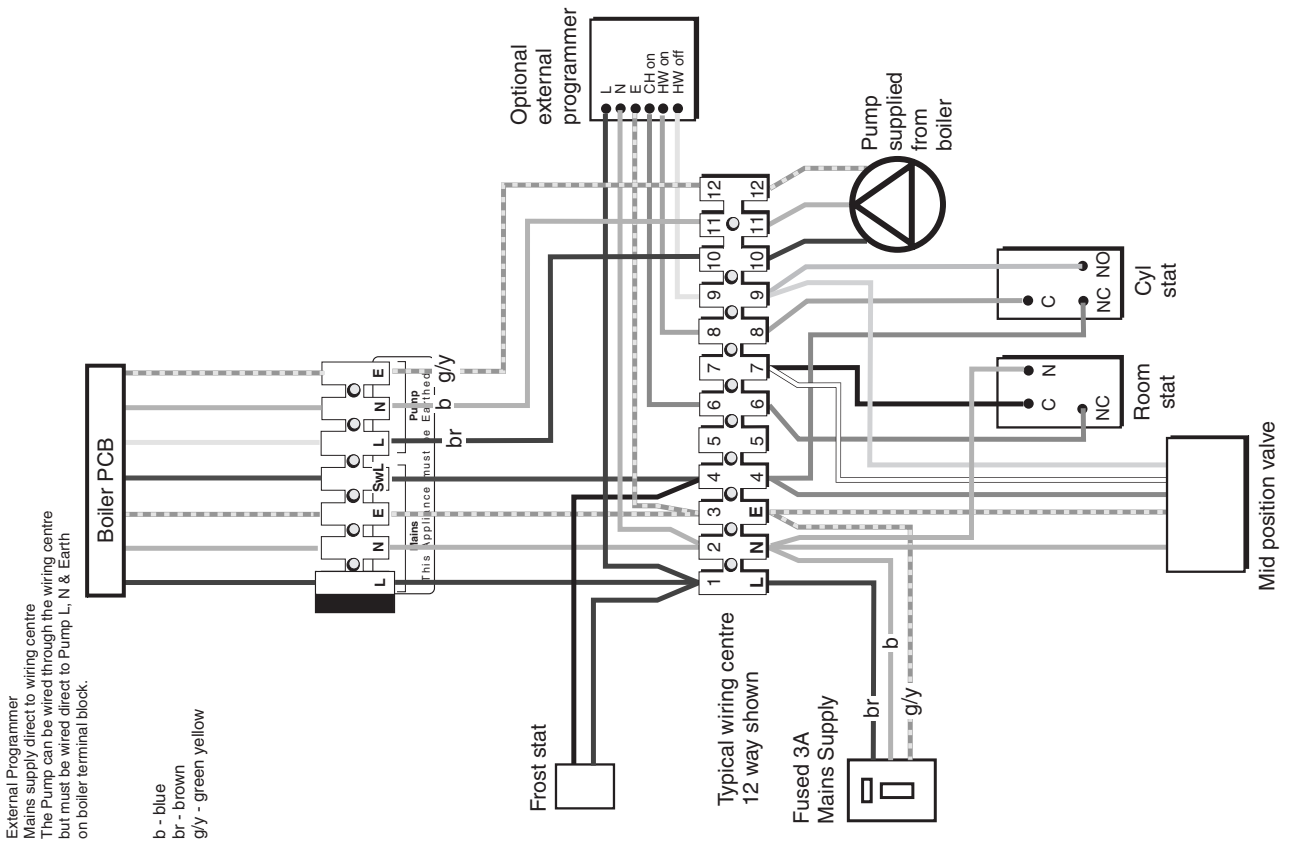 External Programmer
Mains supply direct to wiring centre
The Pump can be wired through the wiring centre
but must be wired direct to Pump L, N & Earth
on boiler terminal block.
b - blue
br - brown
g/y - green yellow
Boiler PCB
L
N
E
SwL
L
N
E
Mains
Pump
This Appliance must be Earthed
br
b
g/y
Optional
external
programmer
L
N
E
CH on
HW on
HW off
Frost stat
1
2
3
4
5
6
7
8
9
10
11
12
L
N
E
4
5
6
7
8
9
10
11
12
Typical wiring centre
12 way shown
Fused 3A
Mains Supply
br
b
g/y
Pump
supplied
from
boiler
C
NC
NO
Cyl
stat
C
N
NC
Room
stat
Mid position valve